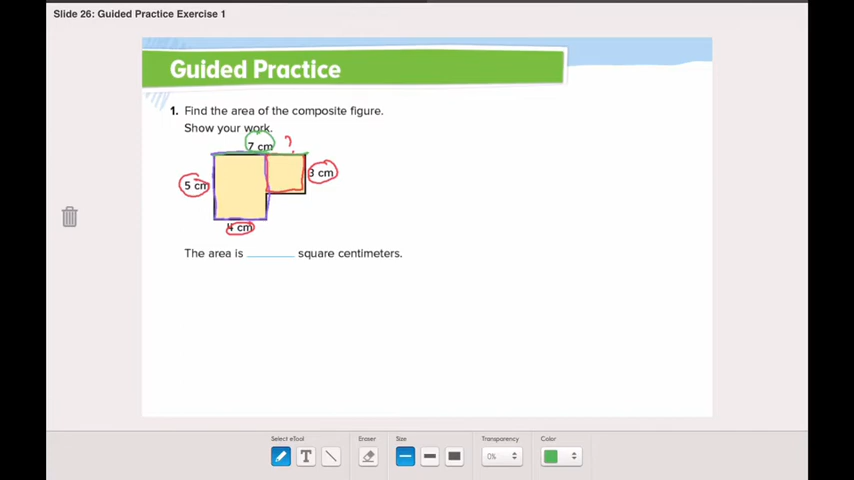 Slide 26: Guided Practice Exercise 1
Guided Practice
1. Find the area of the composite figure.
Show your work.
7 cm ?
5 cm
3 cm
4 cm
The area is ______ square centimeters.
Select eTool
Eraser
Size
Transparency
Color
T
0%